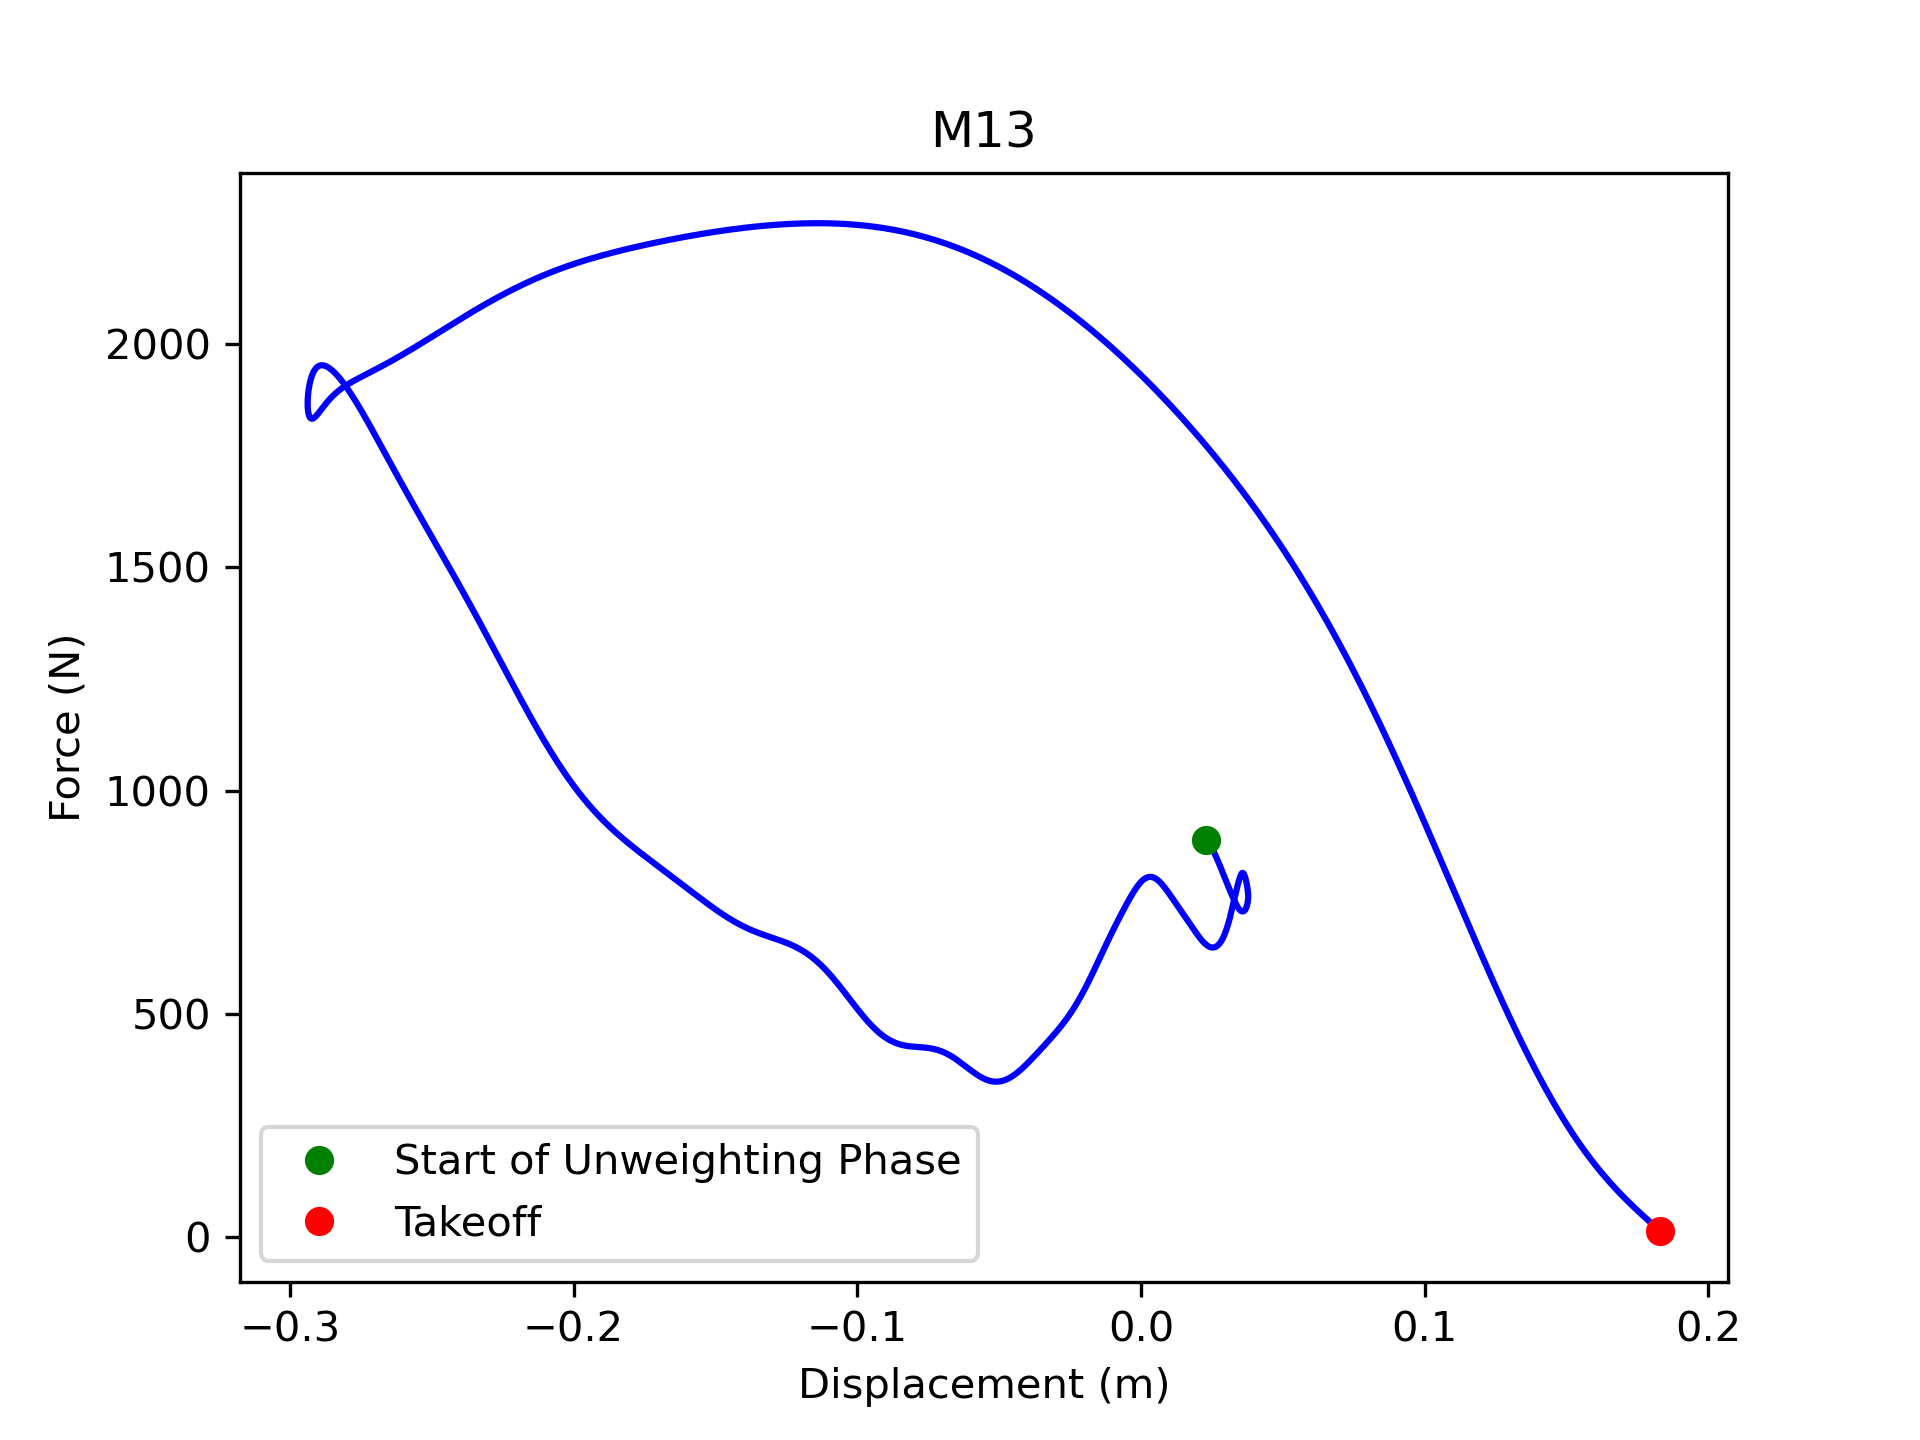 M13
2000
1500
1000
500
0
Force (N)
Start of Unweighting Phase
Takeoff
−0.3 −0.2 −0.1 0.0 0.1 0.2
Displacement (m)